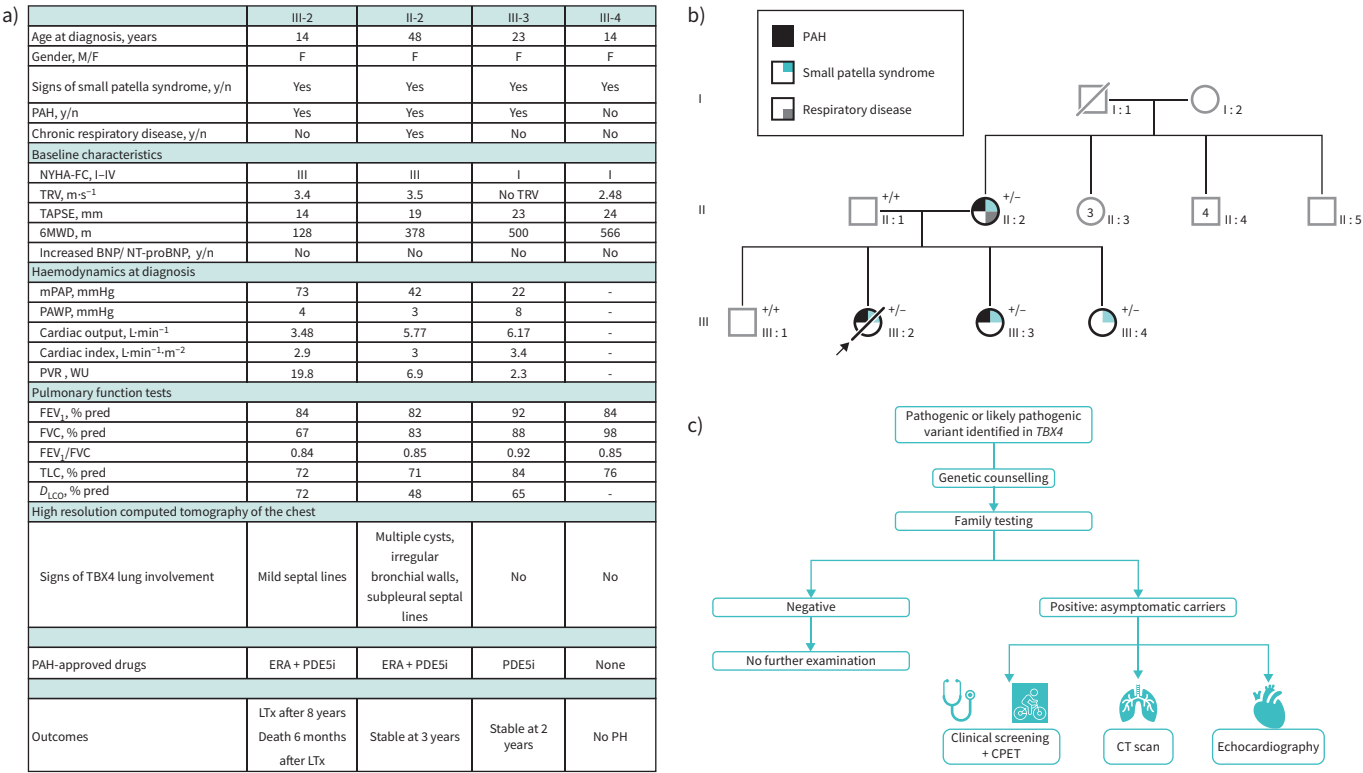 a)
III-2 II-2 III-3 III-4
Age at diagnosis, years 14 48 23 14
Gender, M/F F F F F
Signs of small patella syndrome, y/n Yes Yes Yes Yes
PAH, y/n Yes Yes Yes No
Chronic respiratory disease, y/n No Yes No No
Baseline characteristics
NYHA-FC, I–IV III III I I
TRV, m·s⁻¹ 3.4 3.5 No TRV 2.48
TAPSE, mm 14 19 23 24
6MWD, m 128 378 500 566
Increased BNP/ NT-proBNP, y/n No No No No
Haemodynamics at diagnosis
mPAP, mmHg 73 42 22 -
PAWP, mmHg 4 3 8 -
Cardiac output, L·min⁻¹ 3.48 5.77 6.17 -
Cardiac index, L·min⁻¹·m⁻² 2.9 3 3.4 -
PVR , WU 19.8 6.9 2.3 -
Pulmonary function tests
FEV₁, % pred 84 82 92 84
FVC, % pred 67 83 88 98
FEV₁/FVC 0.84 0.85 0.92 0.85
TLC, % pred 72 71 84 76
D_LCO, % pred 72 48 65 -
High resolution computed tomography of the chest
Signs of TBX4 lung involvement Mild septal lines
Multiple cysts,
irregular
bronchial walls,
subpleural septal
lines
No No
PAH-approved drugs ERA + PDE5i ERA + PDE5i PDE5i None
Outcomes
LTx after 8 years
Death 6 months
after LTx
Stable at 3 years
Stable at 2
years
No PH
b)
PAH
Small patella syndrome
Respiratory disease
I
I : 1 I : 2
II
+/+ +/–
II : 1 II : 2 3 II : 3 4 II : 4 II : 5
III
+/+ +/– +/– +/–
III : 1 III : 2 III : 3 III : 4
c)
Pathogenic or likely pathogenic
variant identified in TBX4
Genetic counselling
Family testing
Negative Positive: asymptomatic carriers
No further examination
Clinical screening
+ CPET
CT scan
Echocardiography